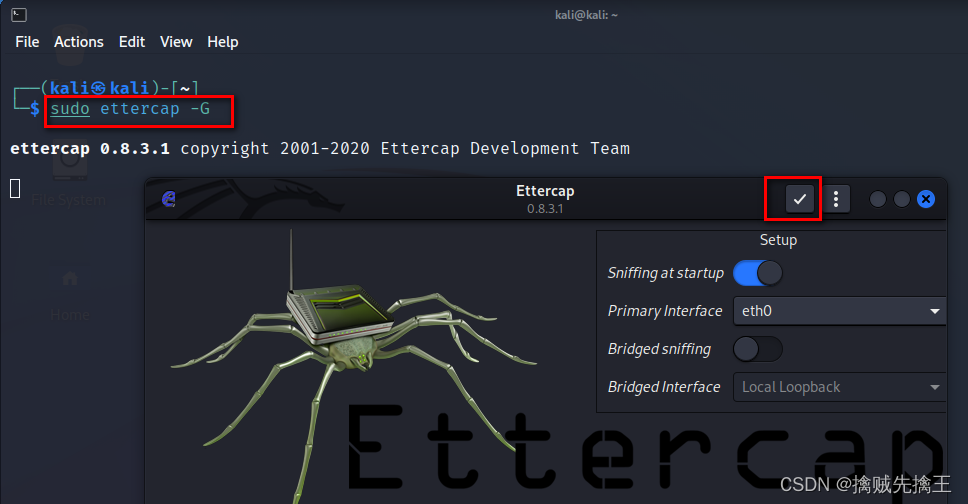 kali@kali: ~
File Actions Edit View Help
┌──(kali㉿kali)-[~]
└─$ sudo ettercap -G
ettercap 0.8.3.1 copyright 2001-2020 Ettercap Development Team
File System
Home
Ettercap
0.8.3.1
Setup
Sniffing at startup
Primary Interface eth0
Bridged sniffing
Bridged Interface Local Loopback
Ettercap
CSDN @擒贼先擒王